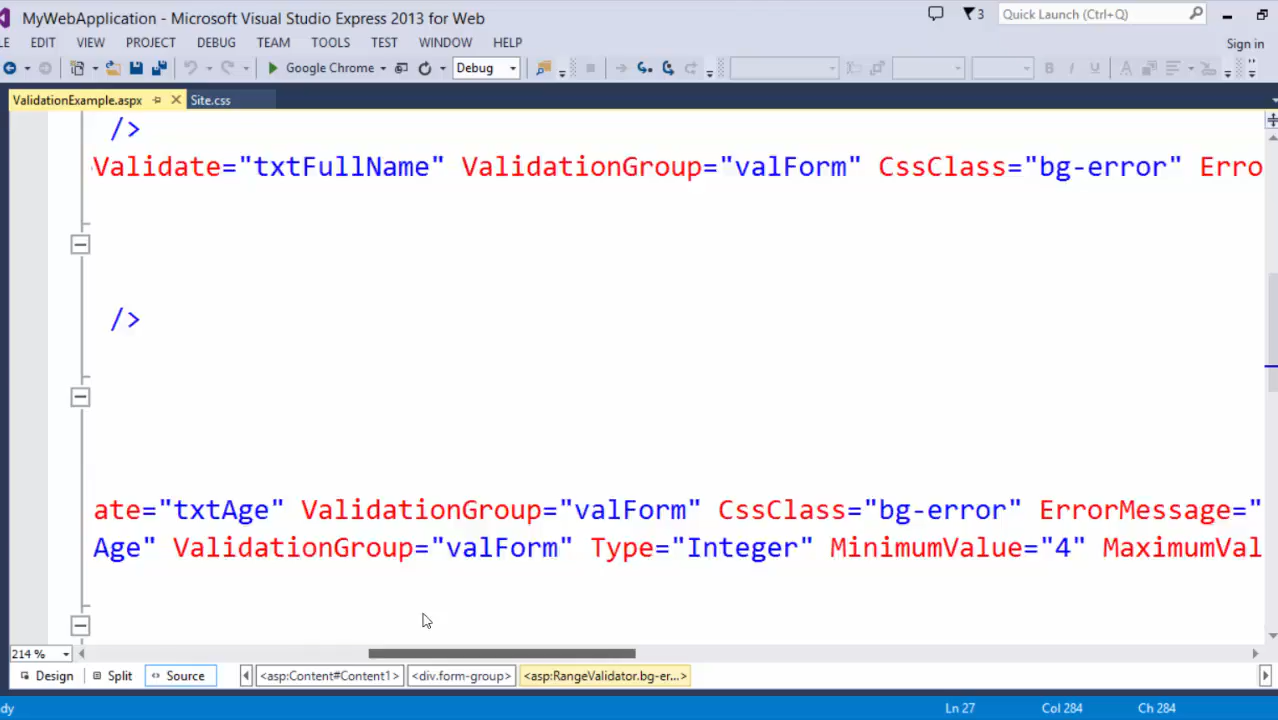 MyWebApplication - Microsoft Visual Studio Express 2013 for Web
3
Quick Launch (Ctrl+Q)
LE EDIT VIEW PROJECT DEBUG TEAM TOOLS TEST WINDOW HELP
Sign in
Google Chrome Debug B I U A
ValidationExample.aspx Site.css
/>
Validate="txtFullName" ValidationGroup="valForm" CssClass="bg-error" Erro
/>
ate="txtAge" ValidationGroup="valForm" CssClass="bg-error" ErrorMessage="
Age" ValidationGroup="valForm" Type="Integer" MinimumValue="4" MaximumVal
214 %
Design Split Source <asp:Content#Content1> <div.form-group> <asp:RangeValidator.bg-er...>
dy Ln 27 Col 284 Ch 284